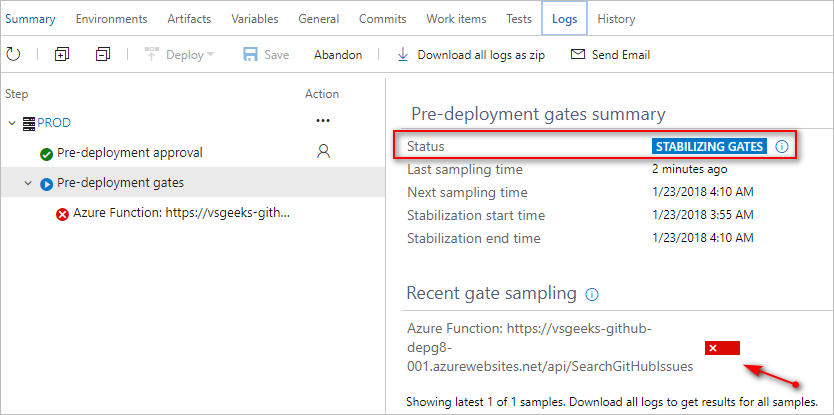 Summary Environments Artifacts Variables General Commits Work items Tests Logs History
Deploy Save Abandon Download all logs as zip Send Email
Step Action
PROD ...
Pre-deployment approval
Pre-deployment gates
Azure Function: https://vsgeeks-gith...
Pre-deployment gates summary
Status STABILIZING GATES
Last sampling time 2 minutes ago
Next sampling time 1/23/2018 4:10 AM
Stabilization start time 1/23/2018 3:55 AM
Stabilization end time 1/23/2018 4:10 AM
Recent gate sampling
Azure Function: https://vsgeeks-github-
depg8-
001.azurewebsites.net/api/SearchGitHubIssues
Showing latest 1 of 1 samples. Download all logs to get results for all samples.